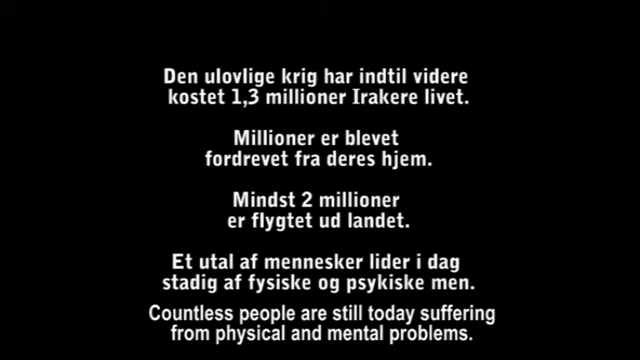 Den ulovlige krig har indtil videre
kostet 1,3 millioner Irakere livet.
Millioner er blevet
fordrevet fra deres hjem.
Mindst 2 millioner
er flygtet ud landet.
Et utal af mennesker lider i dag
stadig af fysiske og psykiske men.
Countless people are still today suffering
from physical and mental problems.